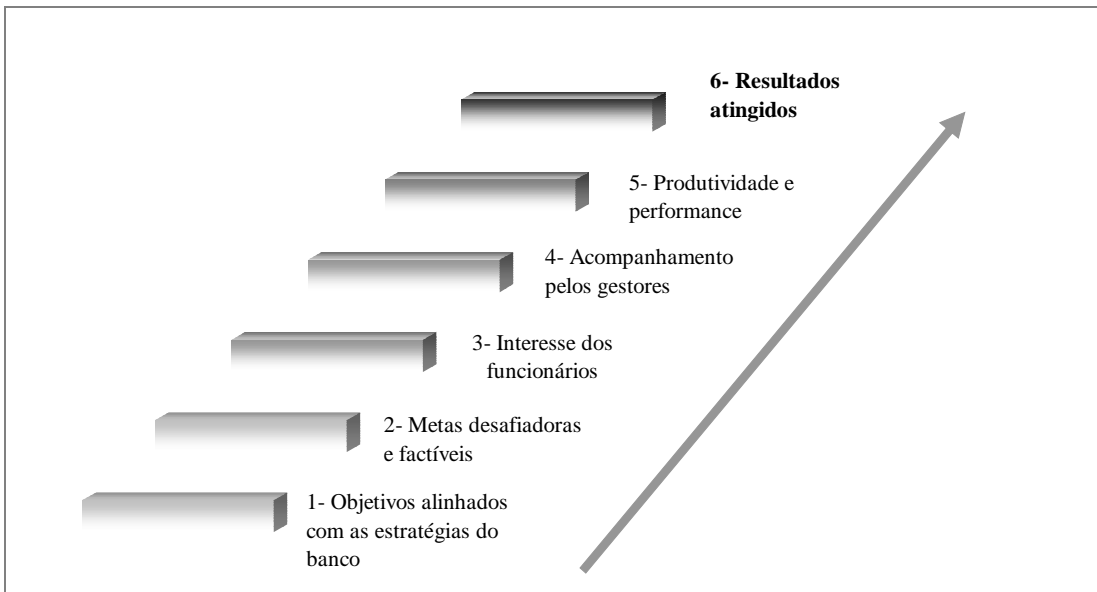 6- Resultados
atingidos
5- Produtividade e
performance
4- Acompanhamento
pelos gestores
3- Interesse dos
funcionários
2- Metas desafiadoras
e factíveis
1- Objetivos alinhados
com as estratégias do
banco